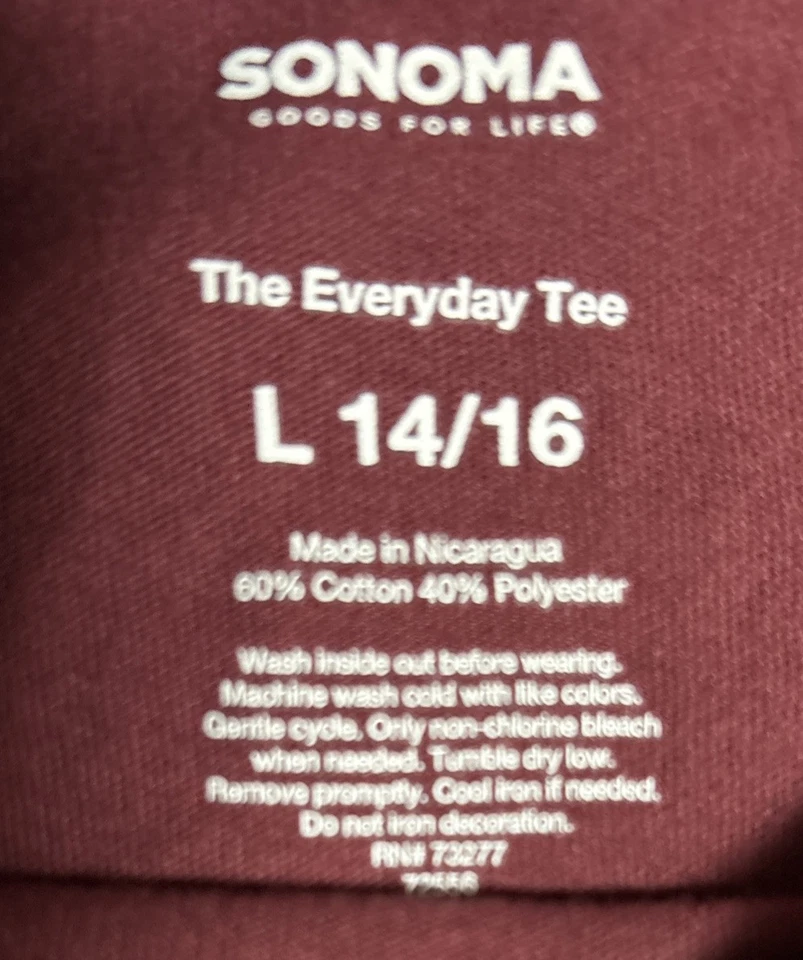 SONOMA
GOODS FOR LIFE®
The Everyday Tee
L 14/16
Made in Nicaragua
60% Cotton 40% Polyester
Wash inside out before wearing.
Machine wash cold with like colors.
Gentle cycle. Only non-chlorine bleach
when needed. Tumble dry low.
Remove promptly. Cool iron if needed.
Do not iron decoration.
RN# 73277